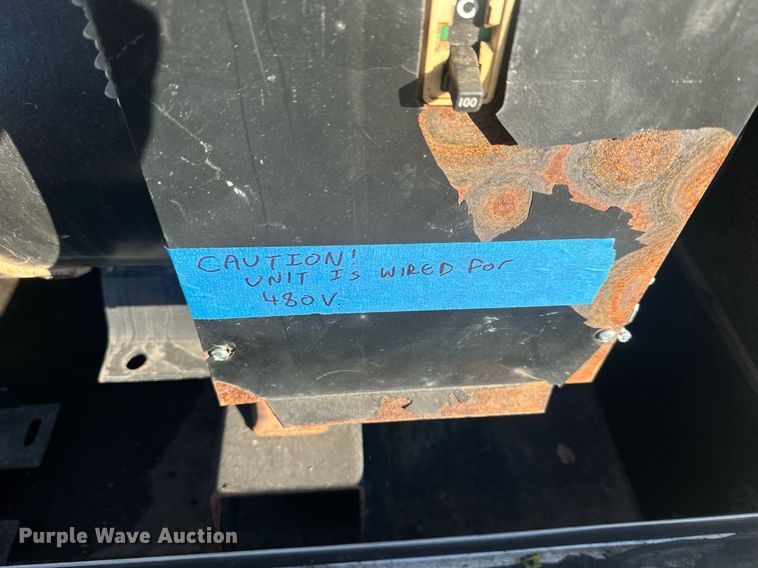 100
CAUTION!
UNIT IS WIRED FOR
480V.
Purple Wave Auction